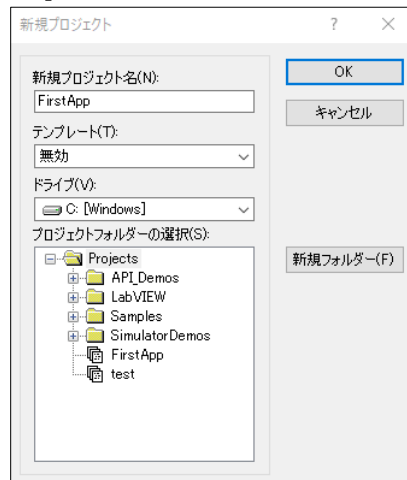 新規プロジェクト
新規プロジェクト名(N):
OK
FirstApp
キャンセル
テンプレート(T):
無効
ドライブ(V):
C: [Windows]
プロジェクトフォルダーの選択(S):
Projects
新規フォルダー(F)
API_Demos
LabVIEW
Samples
SimulatorDemos
FirstApp
test